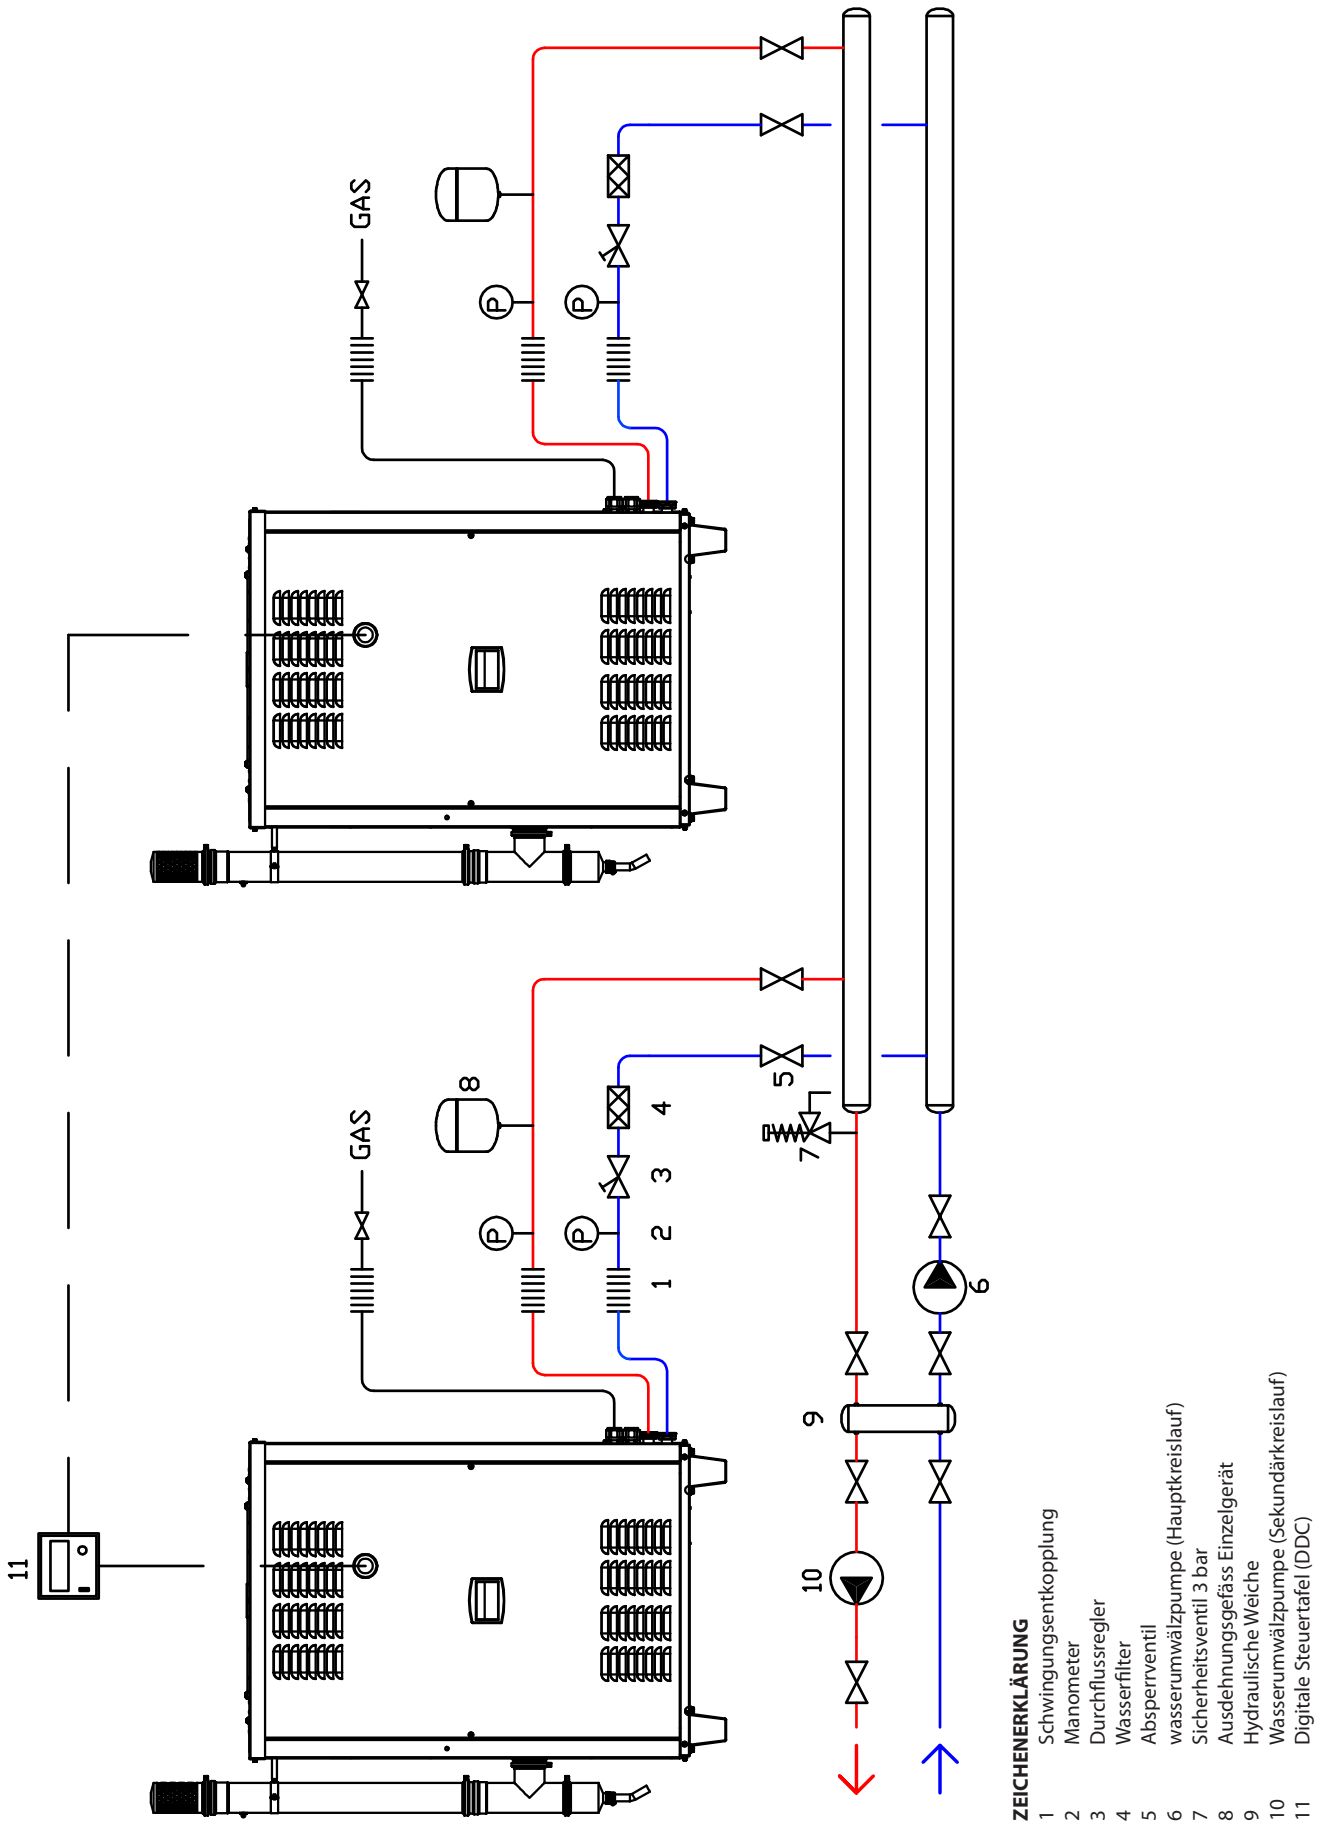 11
GAS
GAS
8
P
P
P
P
1
2
3
4
5
7
6
9
10
ZEICHENERKLÄRUNG
1 Schwingungsentkopplung
2 Manometer
3 Durchflussregler
4 Wasserfilter
5 Absperrventil
6 wasserumwälzpumpe (Hauptkreislauf)
7 Sicherheitsventil 3 bar
8 Ausdehnungsgefäss Einzelgerät
9 Hydraulische Weiche
10 Wasserumwälzpumpe (Sekundärkreislauf)
11 Digitale Steuertafel (DDC)